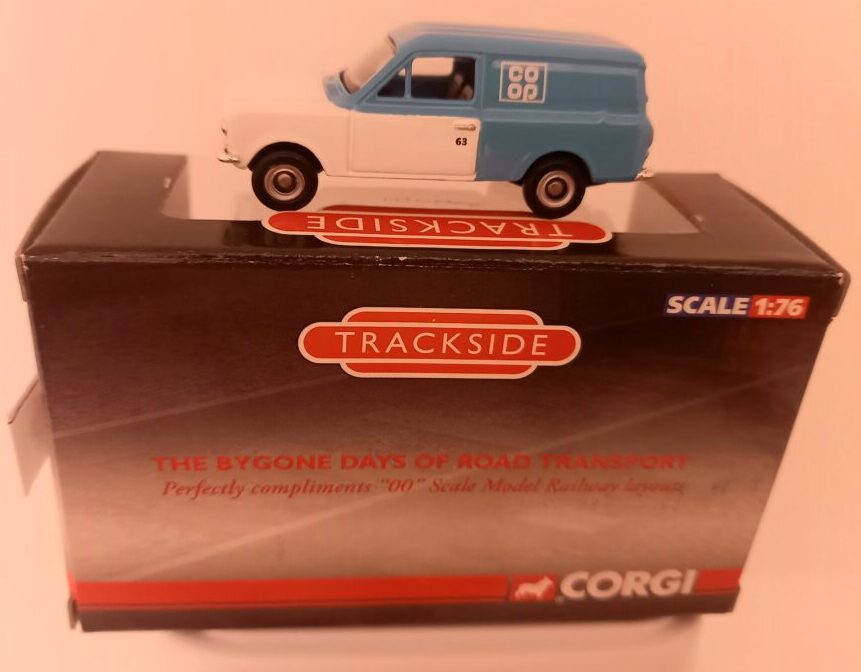 CO
OP
63
TRACKSIDE
SCALE 1:76
TRACKSIDE
THE BYGONE DAYS OF ROAD TRANSPORT
Perfectly compliments "00" Scale Model Railway layouts
CORGI